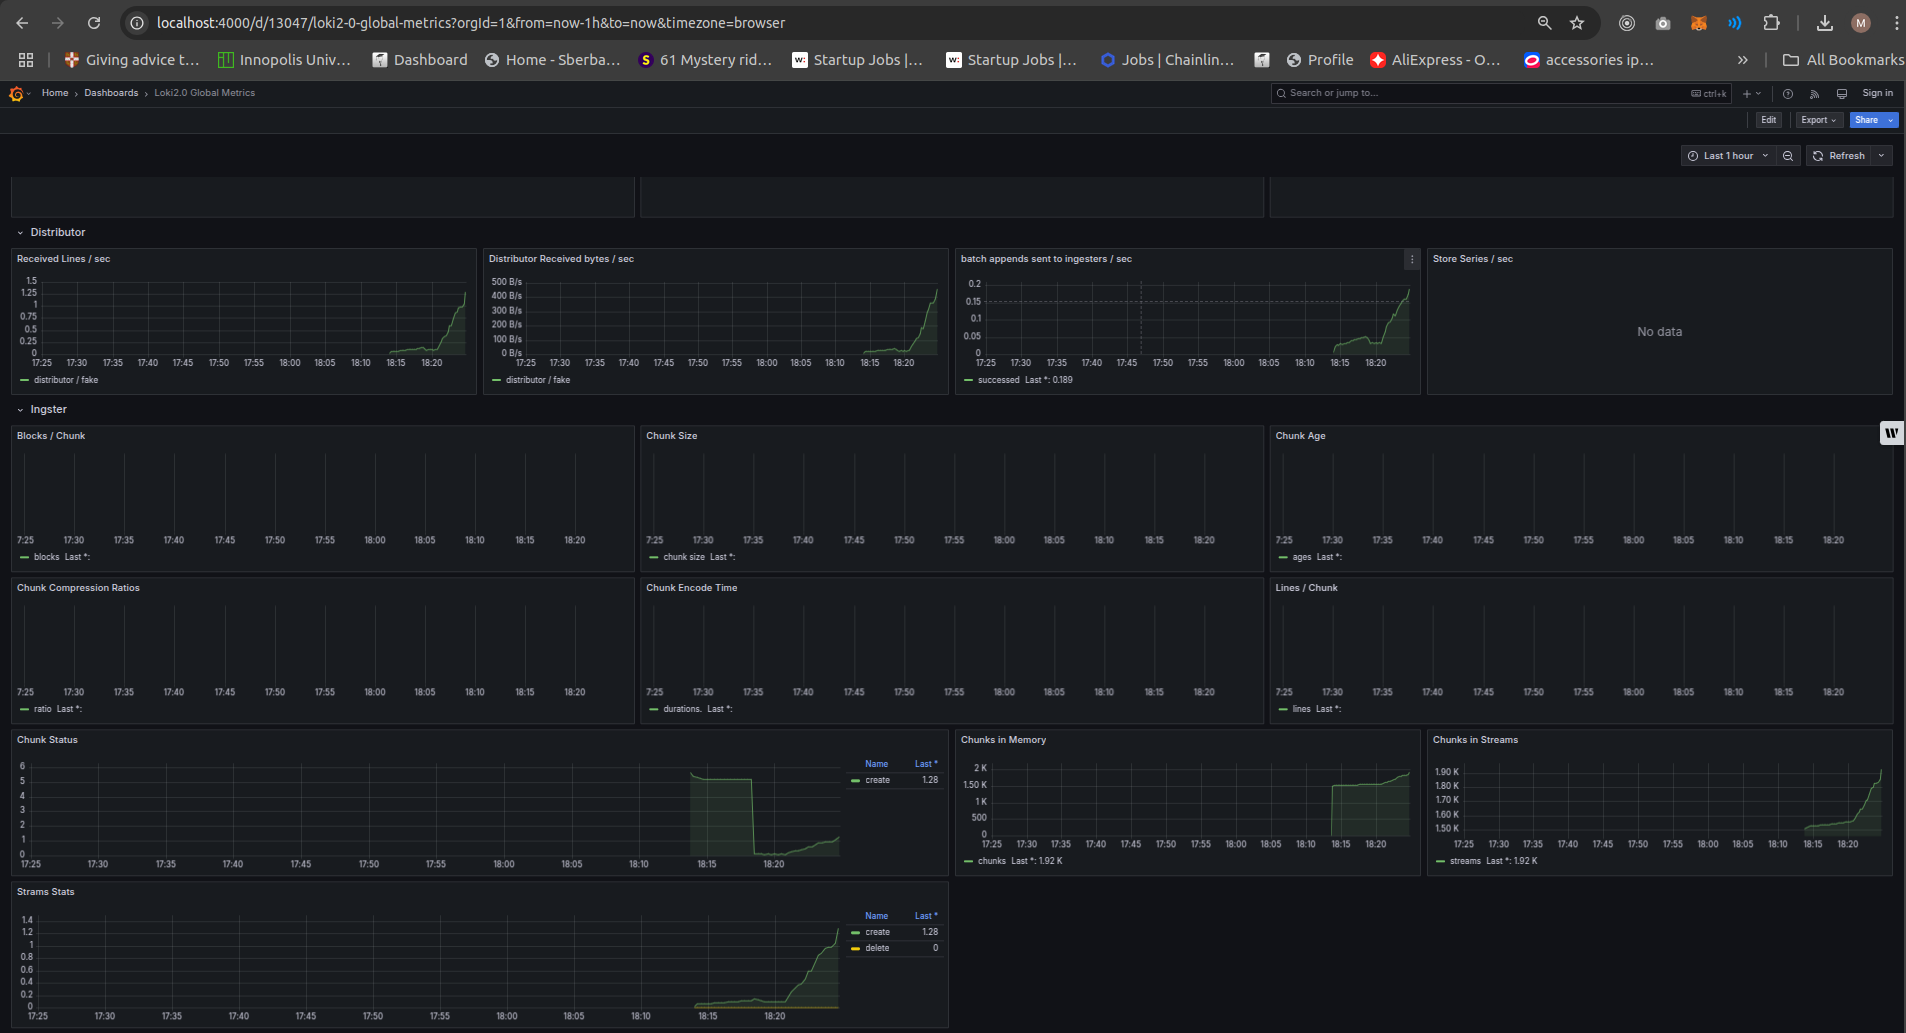 localhost:4000/d/13047/loki2-0-global-metrics?orgId=1&from=now-1h&to=now&timezone=browser
M
Giving advice t... Innopolis Univ... Dashboard Home - Sberba... 61 Mystery rid... Startup Jobs |... Startup Jobs |... Jobs | Chainlin... Profile AliExpress - O... accessories ip... » All Bookmarks
Home › Dashboards › Loki2.0 Global Metrics Search or jump to... ctrl+k Sign in
Edit Export Share
Last 1 hour Refresh
Distributor
Received Lines / sec
1.5
1.25
1
0.75
0.5
0.25
0
17:25 17:30 17:35 17:40 17:45 17:50 17:55 18:00 18:05 18:10 18:15 18:20
distributor / fake
Distributor Received bytes / sec
500 B/s
400 B/s
300 B/s
200 B/s
100 B/s
0 B/s
17:25 17:30 17:35 17:40 17:45 17:50 17:55 18:00 18:05 18:10 18:15 18:20
distributor / fake
batch appends sent to ingesters / sec
0.2
0.15
0.1
0.05
0
17:25 17:30 17:35 17:40 17:45 17:50 17:55 18:00 18:05 18:10 18:15 18:20
successed Last *: 0.189
Store Series / sec
No data
Ingster
Blocks / Chunk
7:25 17:30 17:35 17:40 17:45 17:50 17:55 18:00 18:05 18:10 18:15 18:20
blocks Last *:
Chunk Size
7:25 17:30 17:35 17:40 17:45 17:50 17:55 18:00 18:05 18:10 18:15 18:20
chunk size Last *:
Chunk Age
7:25 17:30 17:35 17:40 17:45 17:50 17:55 18:00 18:05 18:10 18:15 18:20
ages Last *:
Chunk Compression Ratios
7:25 17:30 17:35 17:40 17:45 17:50 17:55 18:00 18:05 18:10 18:15 18:20
ratio Last *:
Chunk Encode Time
7:25 17:30 17:35 17:40 17:45 17:50 17:55 18:00 18:05 18:10 18:15 18:20
durations. Last *:
Lines / Chunk
7:25 17:30 17:35 17:40 17:45 17:50 17:55 18:00 18:05 18:10 18:15 18:20
lines Last *:
Chunk Status
6
5
4
3
2
1
0
17:25 17:30 17:35 17:40 17:45 17:50 17:55 18:00 18:05 18:10 18:15 18:20
Name Last *
create 1.28
Chunks in Memory
2 K
1.50 K
1 K
500
0
17:25 17:30 17:35 17:40 17:45 17:50 17:55 18:00 18:05 18:10 18:15 18:20
chunks Last *: 1.92 K
Chunks in Streams
1.90 K
1.80 K
1.70 K
1.60 K
1.50 K
17:25 17:30 17:35 17:40 17:45 17:50 17:55 18:00 18:05 18:10 18:15 18:20
streams Last *: 1.92 K
Strams Stats
1.4
1.2
1
0.8
0.6
0.4
0.2
0
17:25 17:30 17:35 17:40 17:45 17:50 17:55 18:00 18:05 18:10 18:15 18:20
Name Last *
create 1.28
delete 0